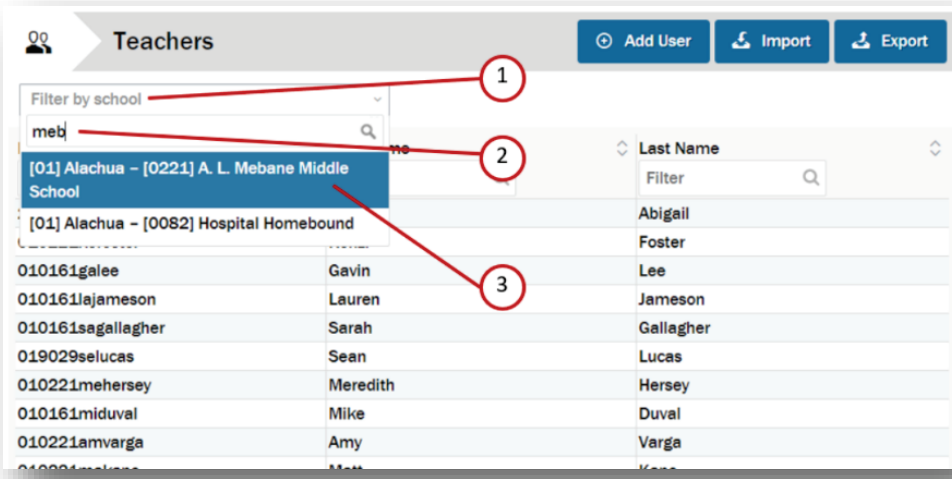 Teachers
Add User
Import
Export
Filter by school
1
meb
2
Last Name
[01] Alachua – [0221] A. L. Mebane Middle
School
Filter
[01] Alachua – [0082] Hospital Homebound
Abigail
Foster
010161galee Gavin Lee
3
010161lajameson Lauren Jameson
010161sagallagher Sarah Gallagher
019029selucas Sean Lucas
010221mehersey Meredith Hersey
010161miduval Mike Duval
010221amvarga Amy Varga